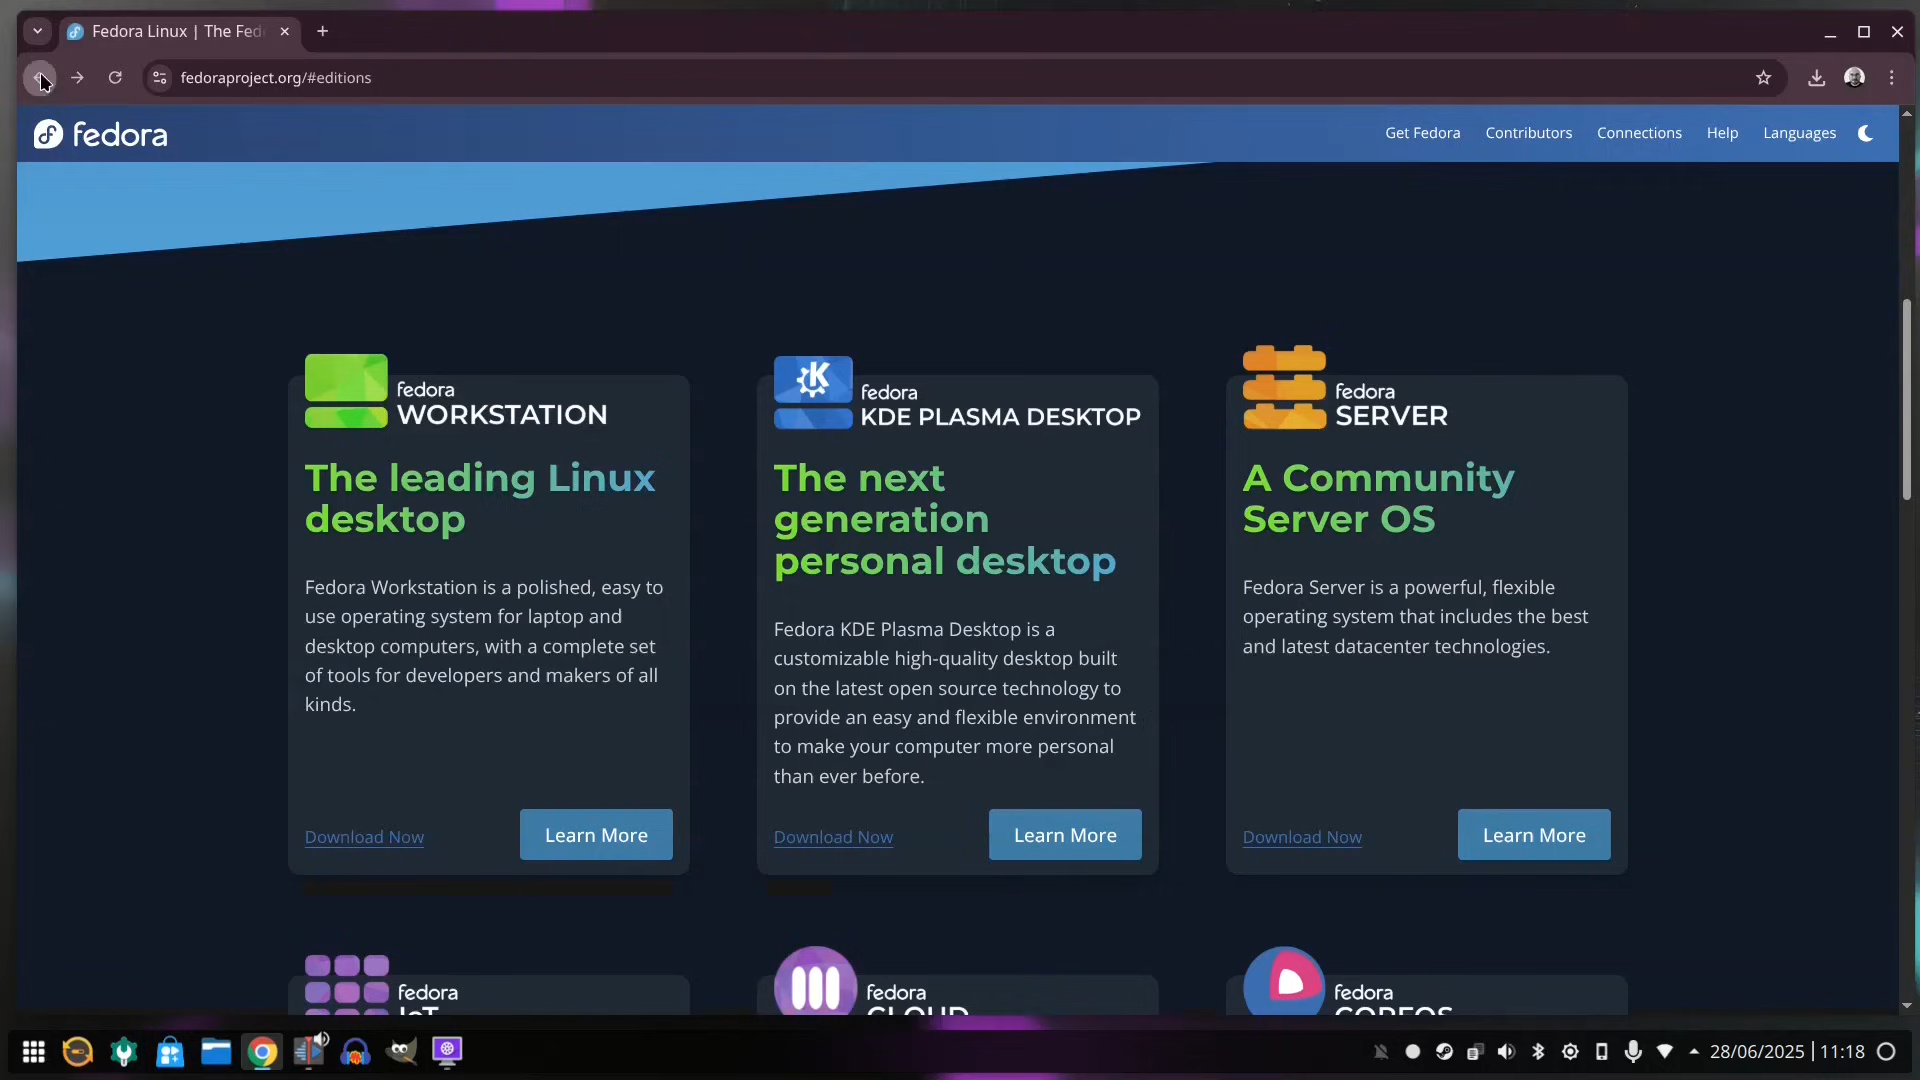 Fedora Linux | The Fed
fedoraproject.org/#editions
fedora
Get Fedora
Contributors
Connections
Help
Languages
fedora
WORKSTATION
The leading Linux
desktop
Fedora Workstation is a polished, easy to
use operating system for laptop and
desktop computers, with a complete set
of tools for developers and makers of all
kinds.
Download Now
Learn More
fedora
KDE PLASMA DESKTOP
The next
generation
personal desktop
Fedora KDE Plasma Desktop is a
customizable high-quality desktop built
on the latest open source technology to
provide an easy and flexible environment
to make your computer more personal
than ever before.
Download Now
Learn More
fedora
SERVER
A Community
Server OS
Fedora Server is a powerful, flexible
operating system that includes the best
and latest datacenter technologies.
Download Now
Learn More
fedora
IoT
fedora
CLOUD
fedora
COREOS
28/06/2025
11:18